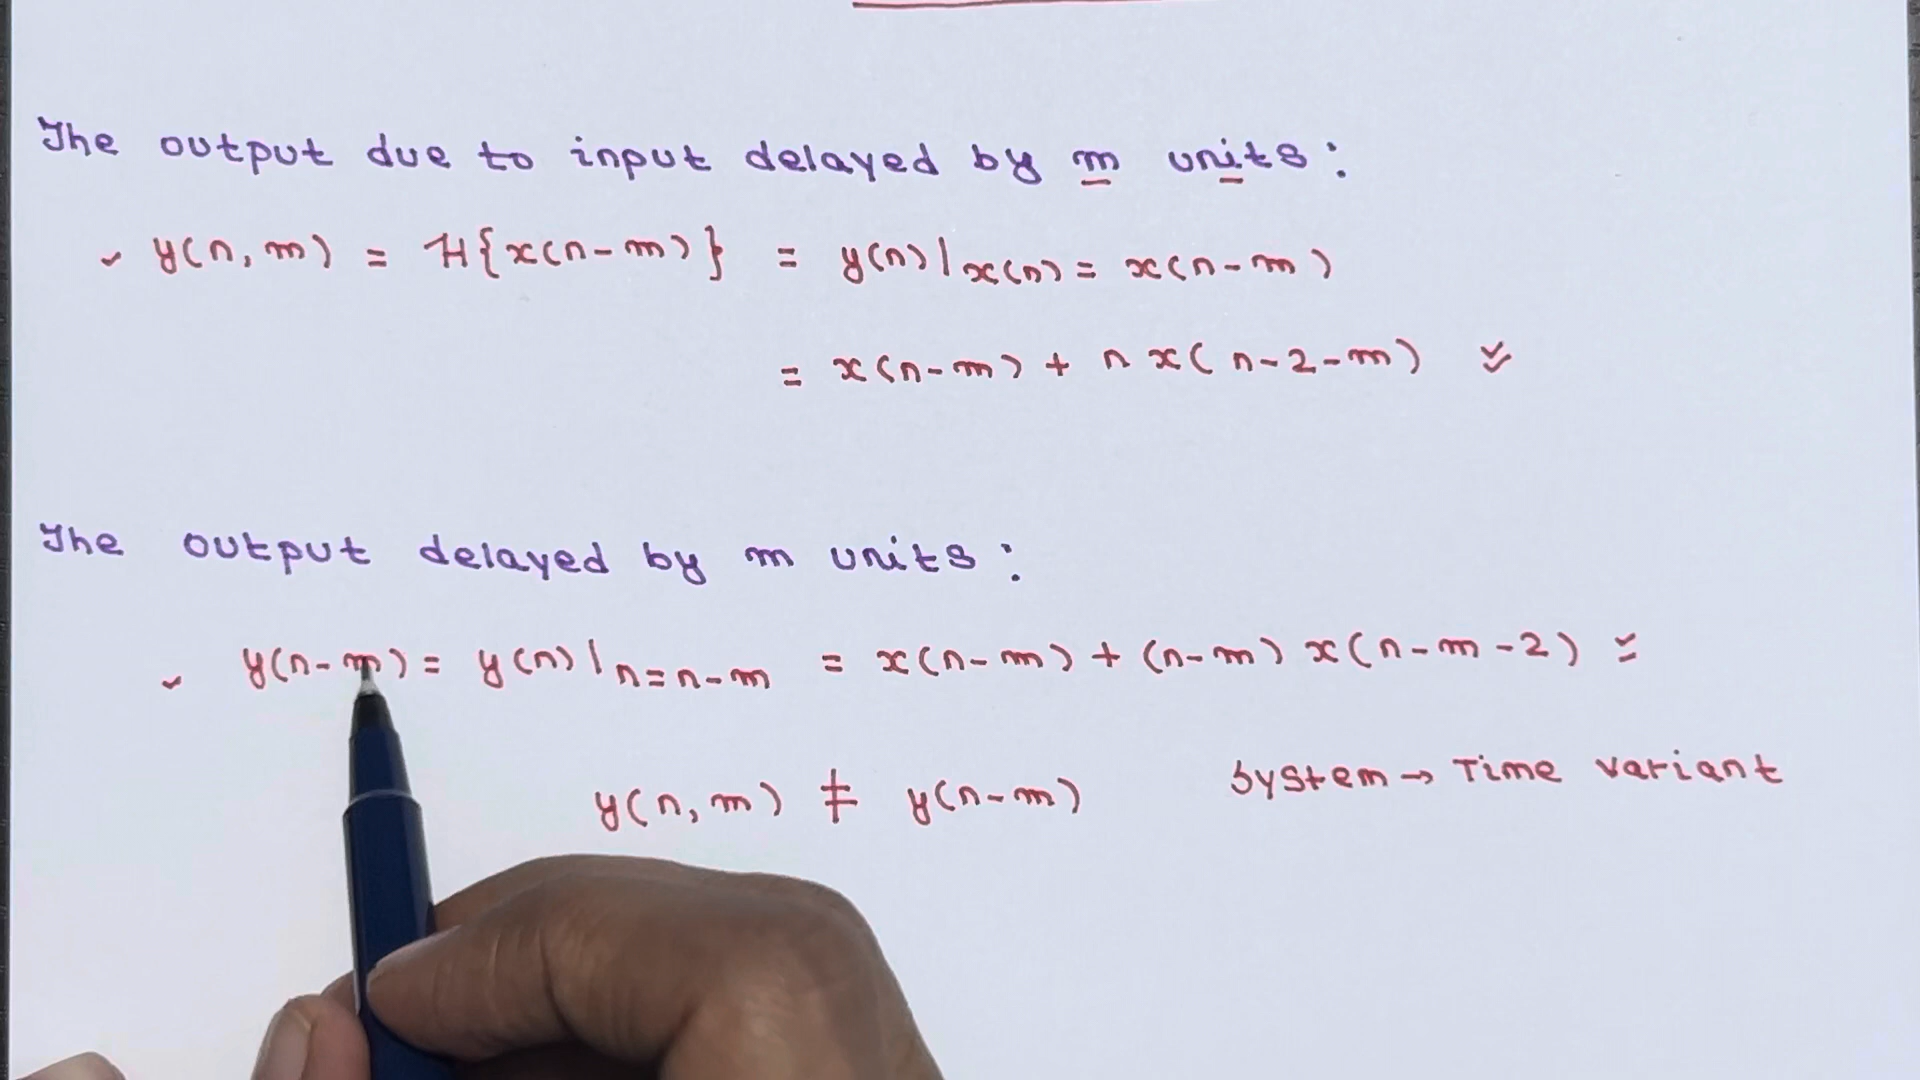 The output due to input delayed by m units:
y(n,m) = H{x(n-m)} = y(n)|x(n)=x(n-m)
= x(n-m) + n x(n-2-m)
The output delayed by m units:
y(n-m) = y(n)|n=n-m = x(n-m) + (n-m) x(n-m-2)
y(n,m) ≠ y(n-m) System → Time variant